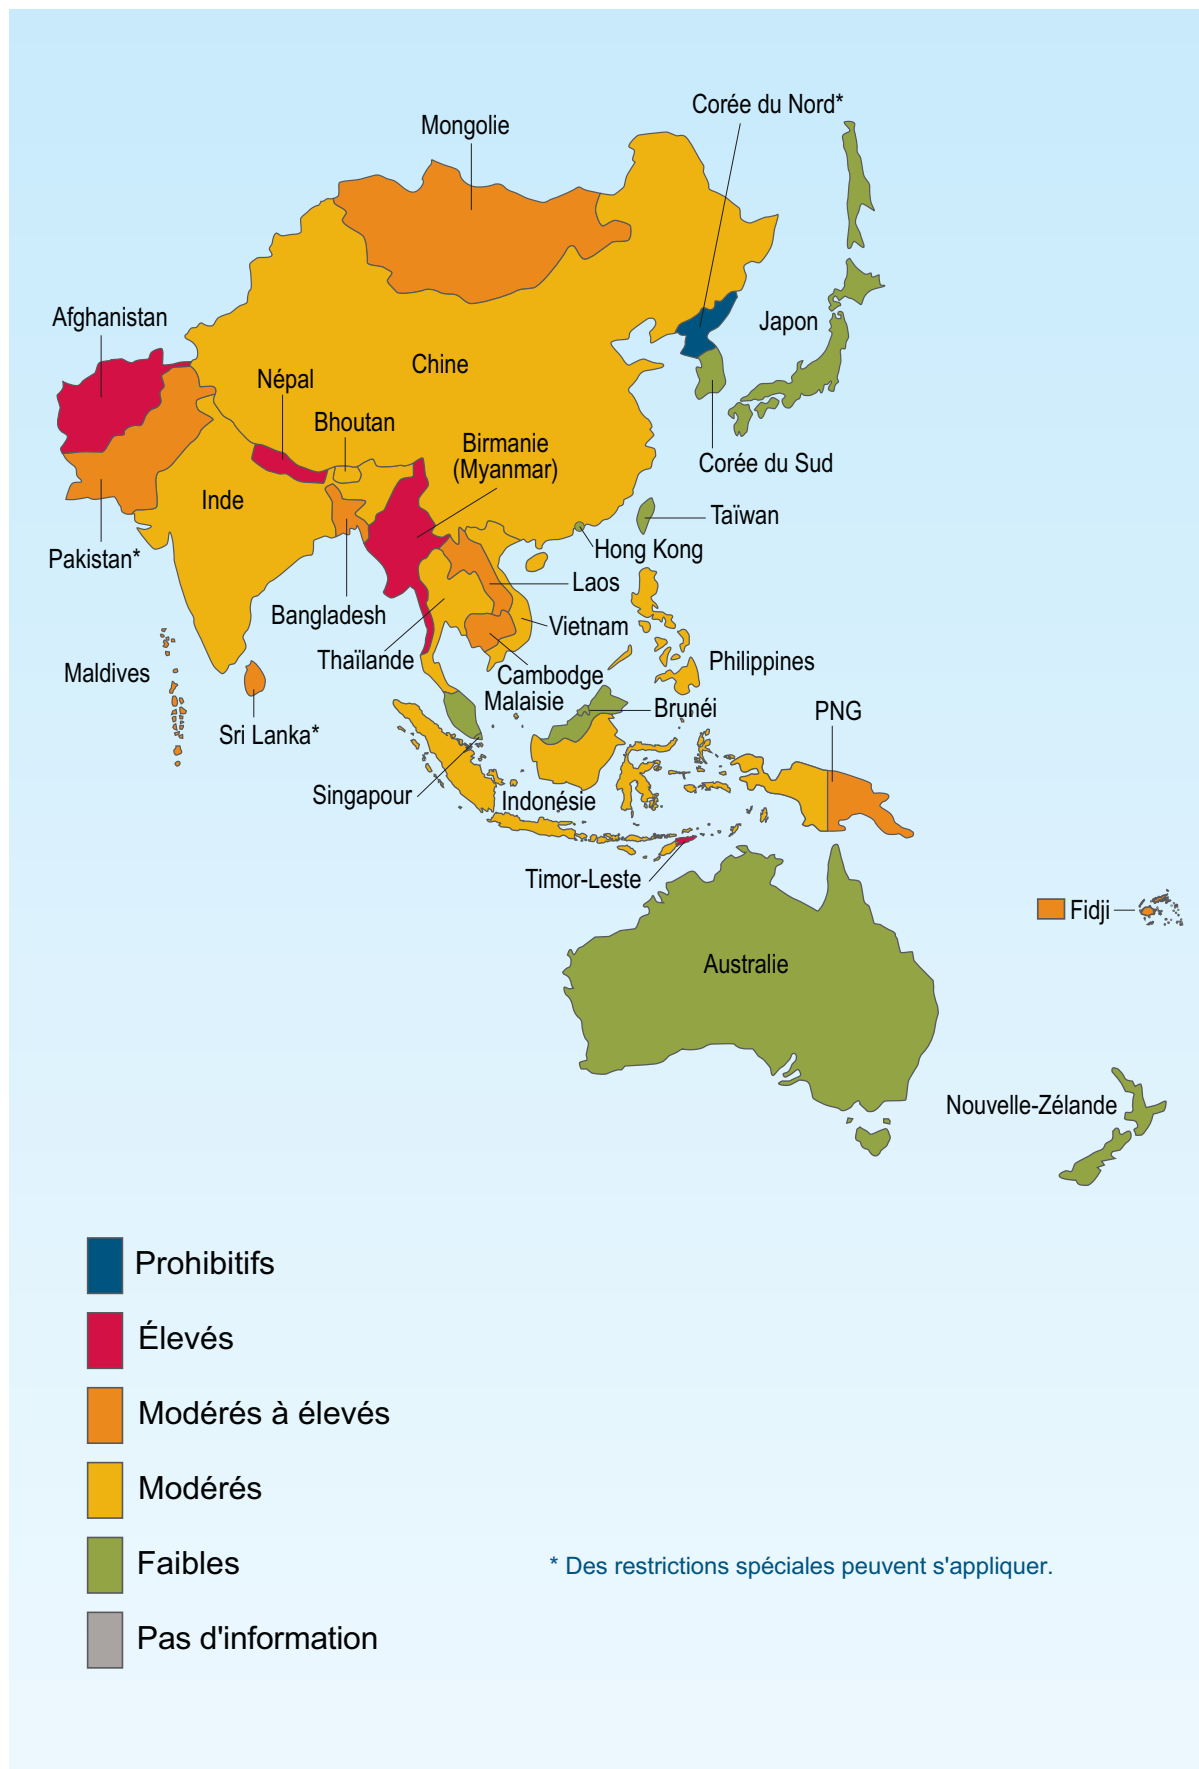 Corée du Nord*
Mongolie
Afghanistan
Japon
Chine
Népal
Bhoutan
Birmanie
(Myanmar)
Corée du Sud
Inde
Taïwan
Pakistan*
Hong Kong
Laos
Bangladesh
Vietnam
Thaïlande
Philippines
Maldives
Cambodge
Malaisie
Brunéi
PNG
Sri Lanka*
Singapour
Indonésie
Timor-Leste
Fidji
Australie
Nouvelle-Zélande
Prohibitifs
Élevés
Modérés à élevés
Modérés
Faibles
* Des restrictions spéciales peuvent s'appliquer.
Pas d'information